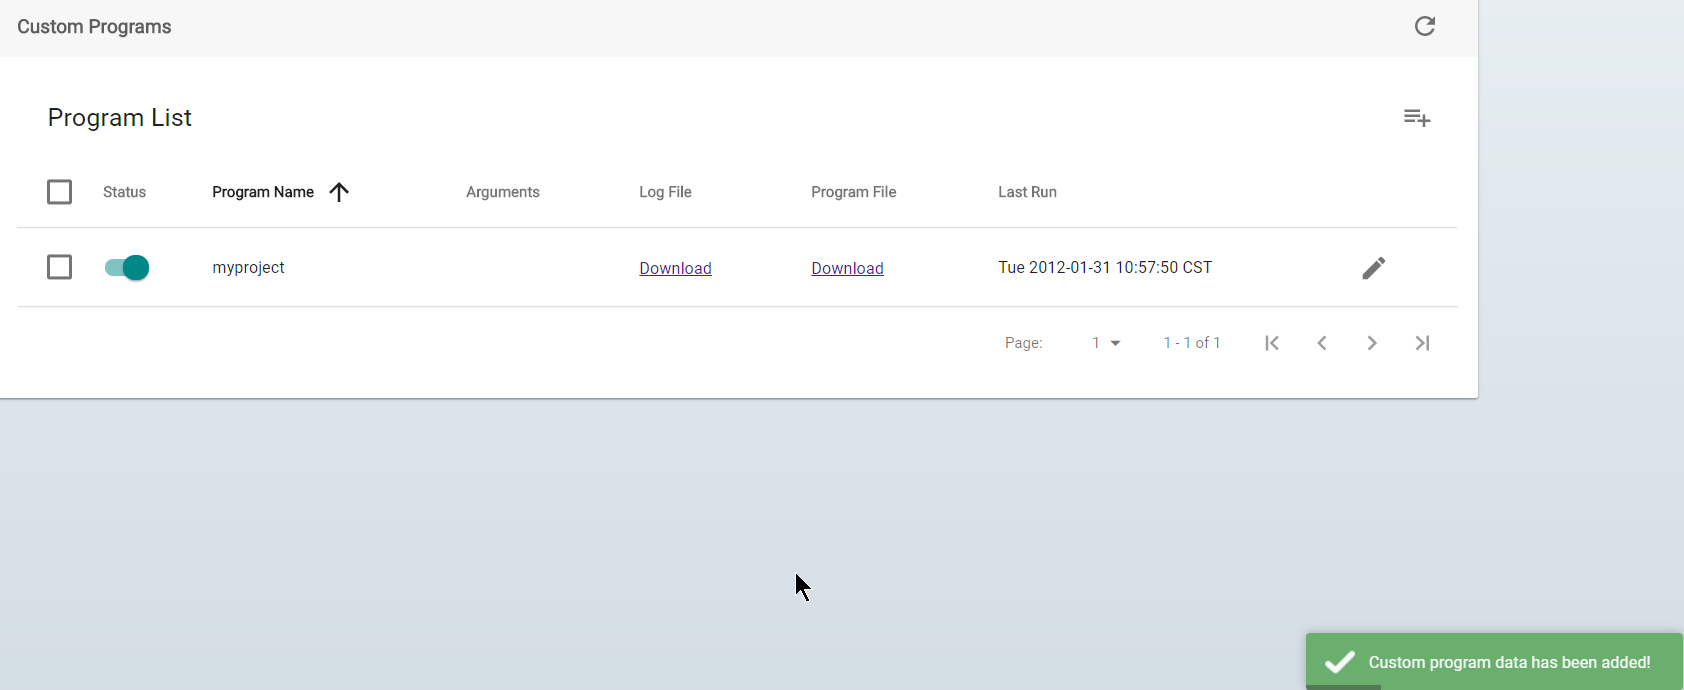 Custom Programs
Program List
Status Program Name Arguments Log File Program File Last Run
myproject Download Download Tue 2012-01-31 10:57:50 CST
Page: 1 1 - 1 of 1
Custom program data has been added!